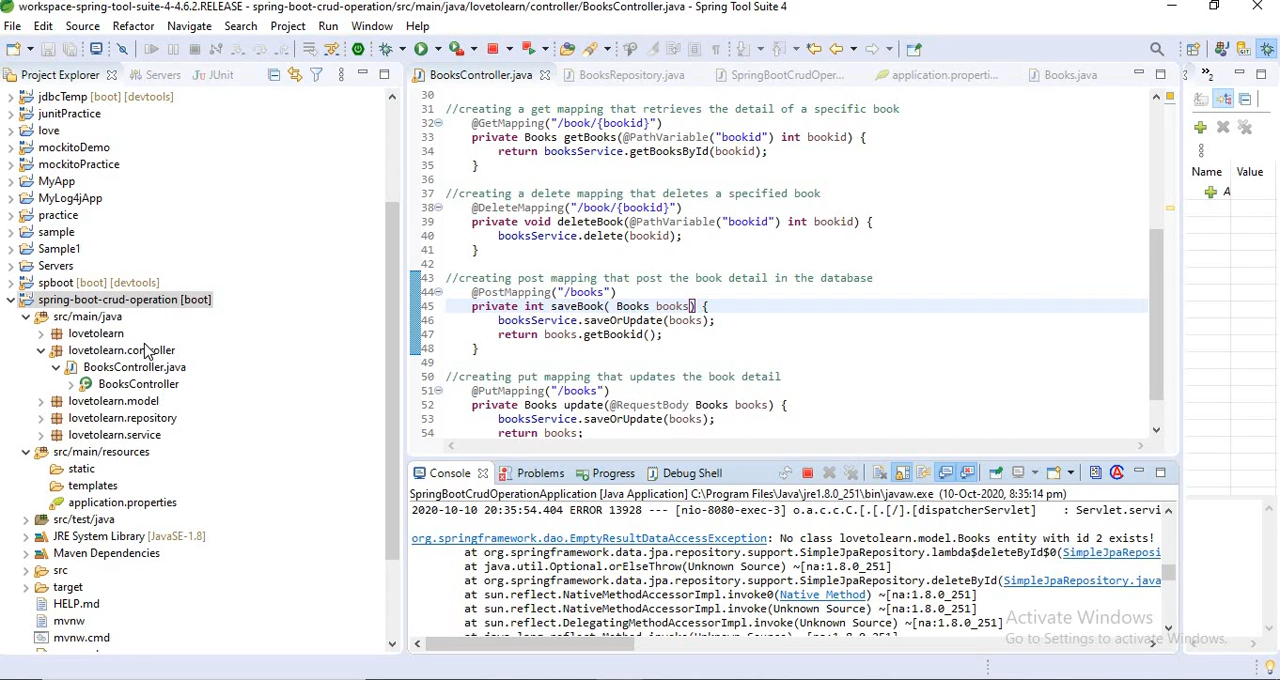 workspace-spring-tool-suite-4-4.6.2.RELEASE - spring-boot-crud-operation/src/main/java/lovetolearn/controller/BooksController.java - Spring Tool Suite 4
File Edit Source Refactor Navigate Search Project Run Window Help
Project Explorer Servers JUnit
jdbcTemp [boot] [devtools]
junitPractice
love
mockitoDemo
mockitoPractice
MyApp
MyLog4jApp
practice
sample
Sample1
Servers
spboot [boot] [devtools]
spring-boot-crud-operation [boot]
src/main/java
lovetolearn
lovetolearn.controller
BooksController.java
BooksController
lovetolearn.model
lovetolearn.repository
lovetolearn.service
src/main/resources
static
templates
application.properties
src/test/java
JRE System Library [JavaSE-1.8]
Maven Dependencies
src
target
HELP.md
mvnw
mvnw.cmd
BooksController.java BooksRepository.java SpringBootCrudOper... application.properti... Books.java
30
31 //creating a get mapping that retrieves the detail of a specific book
32 @GetMapping("/book/{bookid}")
33 private Books getBooks(@PathVariable("bookid") int bookid) {
34 return booksService.getBooksById(bookid);
35 }
36
37 //creating a delete mapping that deletes a specified book
38 @DeleteMapping("/book/{bookid}")
39 private void deleteBook(@PathVariable("bookid") int bookid) {
40 booksService.delete(bookid);
41 }
42
43 //creating post mapping that post the book detail in the database
44 @PostMapping("/books")
45 private int saveBook( Books books) {
46 booksService.saveOrUpdate(books);
47 return books.getBookid();
48 }
49
50 //creating put mapping that updates the book detail
51 @PutMapping("/books")
52 private Books update(@RequestBody Books books) {
53 booksService.saveOrUpdate(books);
54 return books;
Name Value
A
Console Problems Progress Debug Shell
SpringBootCrudOperationApplication [Java Application] C:\Program Files\Java\jre1.8.0_251\bin\javaw.exe (10-Oct-2020, 8:35:14 pm)
2020-10-10 20:35:54.404 ERROR 13928 --- [nio-8080-exec-3] o.a.c.c.C.[.[.[/].[dispatcherServlet] : Servlet.servi
org.springframework.dao.EmptyResultDataAccessException: No class lovetolearn.model.Books entity with id 2 exists!
at org.springframework.data.jpa.repository.support.SimpleJpaRepository.lambda$deleteById$0(SimpleJpaReposi
at java.util.Optional.orElseThrow(Unknown Source) ~[na:1.8.0_251]
at org.springframework.data.jpa.repository.support.SimpleJpaRepository.deleteById(SimpleJpaRepository.java
at sun.reflect.NativeMethodAccessorImpl.invoke0(Native Method) ~[na:1.8.0_251]
at sun.reflect.NativeMethodAccessorImpl.invoke(Unknown Source) ~[na:1.8.0_251]
at sun.reflect.DelegatingMethodAccessorImpl.invoke(Unknown Source) ~[na:1.8.0_251]
Activate Windows
Go to Settings to activate Windows.